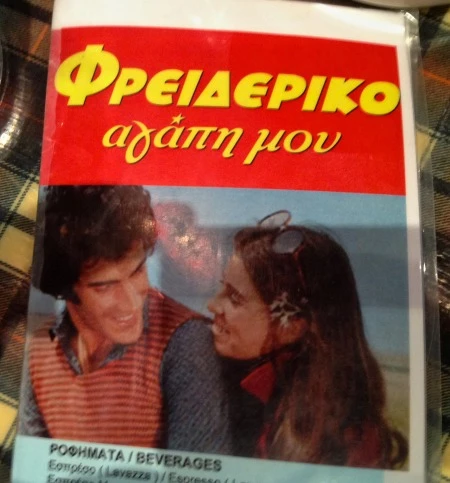 ΦΡΕΙΔΕΡΙΚΟ
αγάπη μου
ΡΟΦΗΜΑΤΑ / BEVERAGES
Εσπρέσο ( Lavazza ) / Espresso (